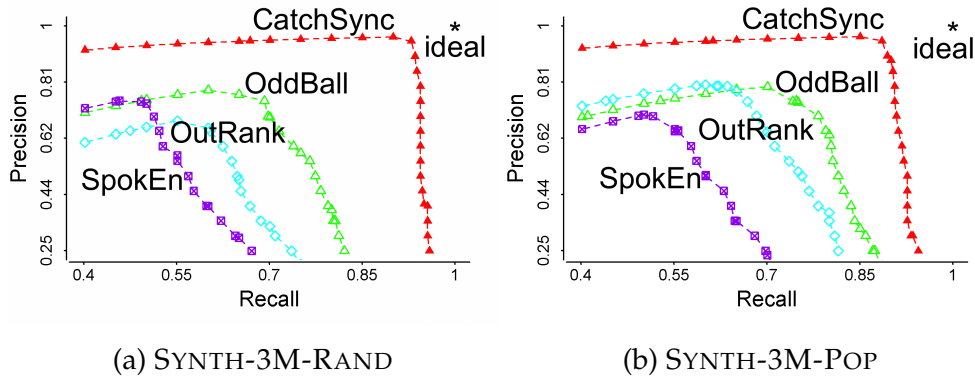 CatchSync
*
ideal
OddBall
OutRank
SpokEn
Precision
1
0.81
0.62
0.44
0.25
0.4 0.55 0.7 0.85 1
Recall
(a) SYNTH-3M-RAND
CatchSync
*
ideal
OddBall
OutRank
SpokEn
Precision
1
0.81
0.62
0.44
0.25
0.4 0.55 0.7 0.85 1
Recall
(b) SYNTH-3M-POP